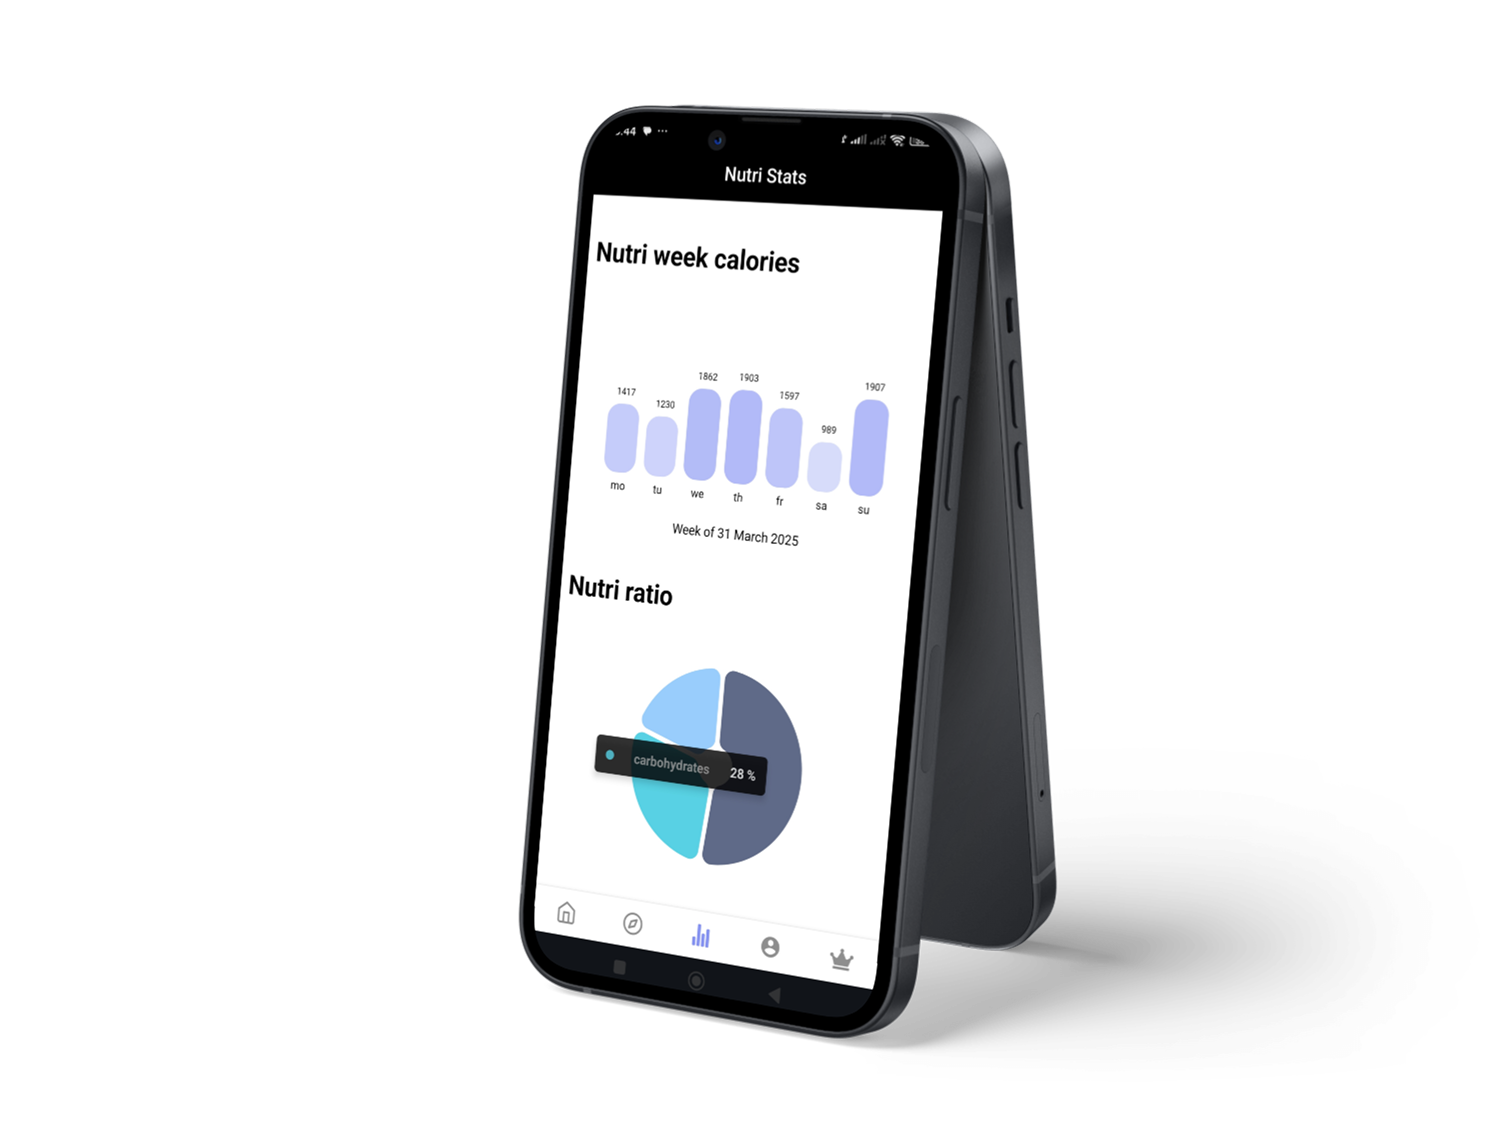 :44
Nutri Stats
Nutri week calories
1417 1230 1862 1903 1597 989 1907
mo tu we th fr sa su
Week of 31 March 2025
Nutri ratio
carbohydrates 28 %